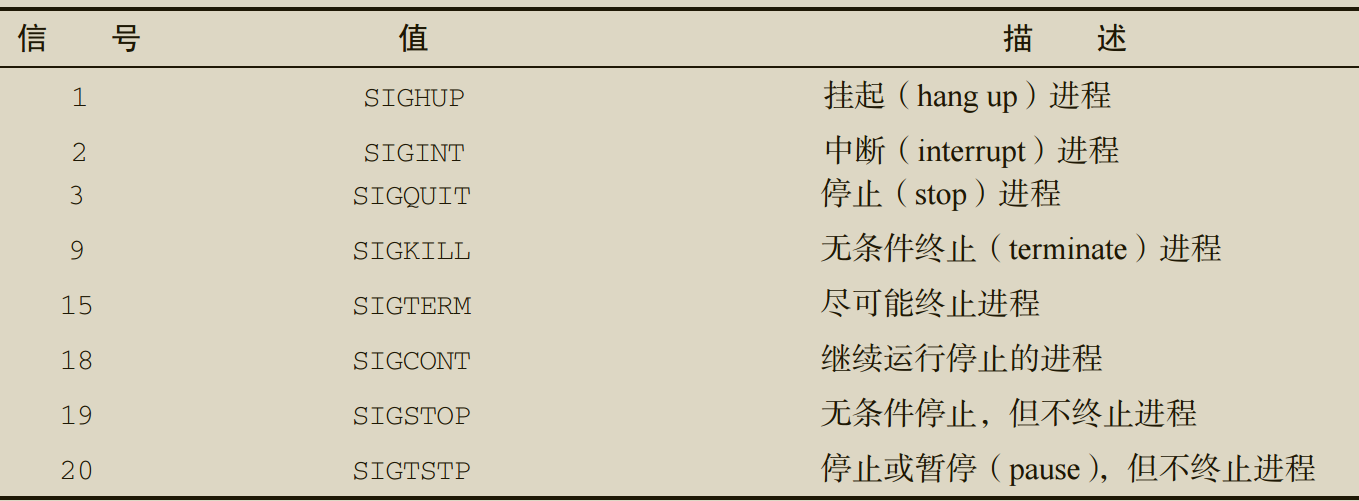 信 号 值 描 述
1 SIGHUP 挂起（hang up）进程
2 SIGINT 中断（interrupt）进程
3 SIGQUIT 停止（stop）进程
9 SIGKILL 无条件终止（terminate）进程
15 SIGTERM 尽可能终止进程
18 SIGCONT 继续运行停止的进程
19 SIGSTOP 无条件停止，但不终止进程
20 SIGTSTP 停止或暂停（pause），但不终止进程